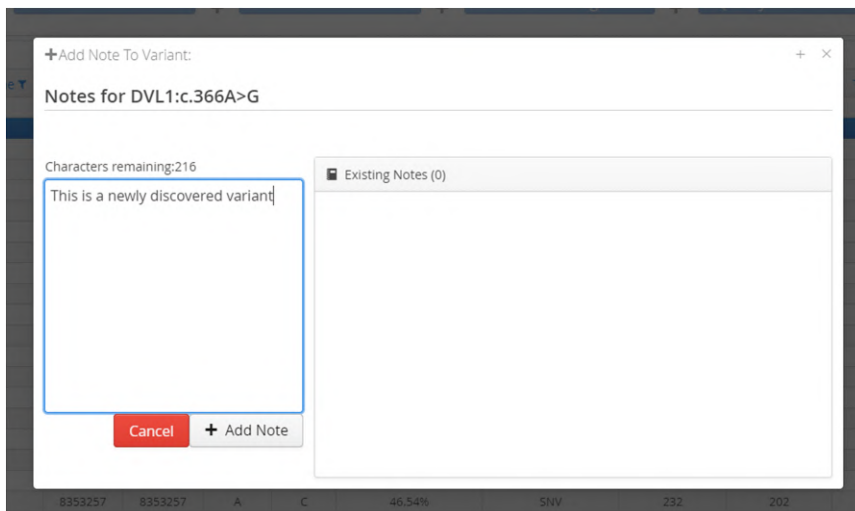 Add Note To Variant:
Notes for DVL1:c.366A>G
Characters remaining:216
This is a newly discovered variant
Existing Notes (0)
Cancel
+ Add Note
8353257 8353257 A C 46.54% SNV 232 202